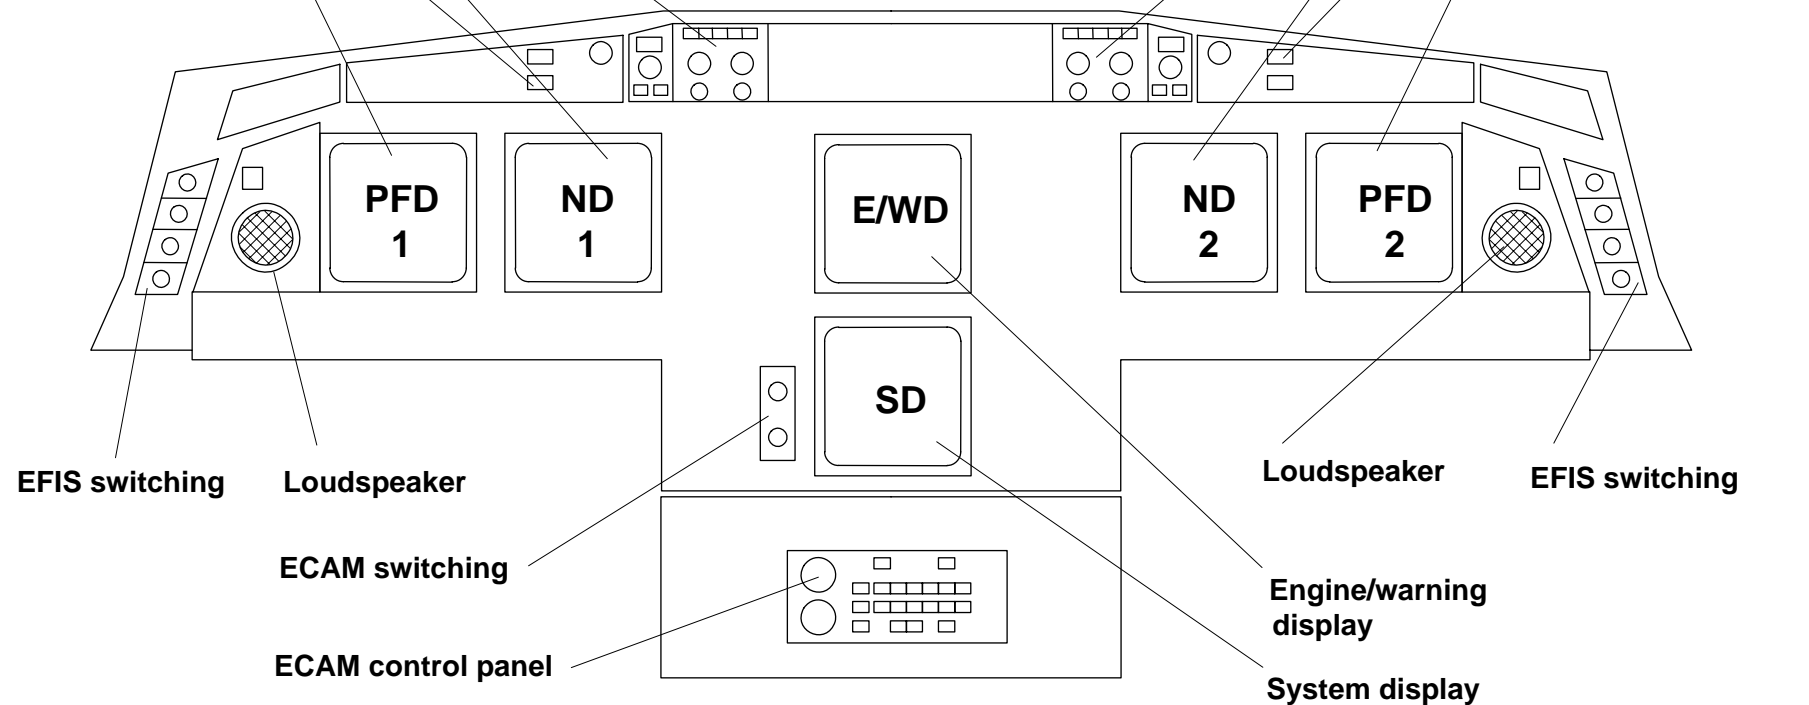 PFD
1
ND
1
E/WD
ND
2
PFD
2
SD
EFIS switching
Loudspeaker
Loudspeaker
EFIS switching
ECAM switching
Engine/warning
display
ECAM control panel
System display